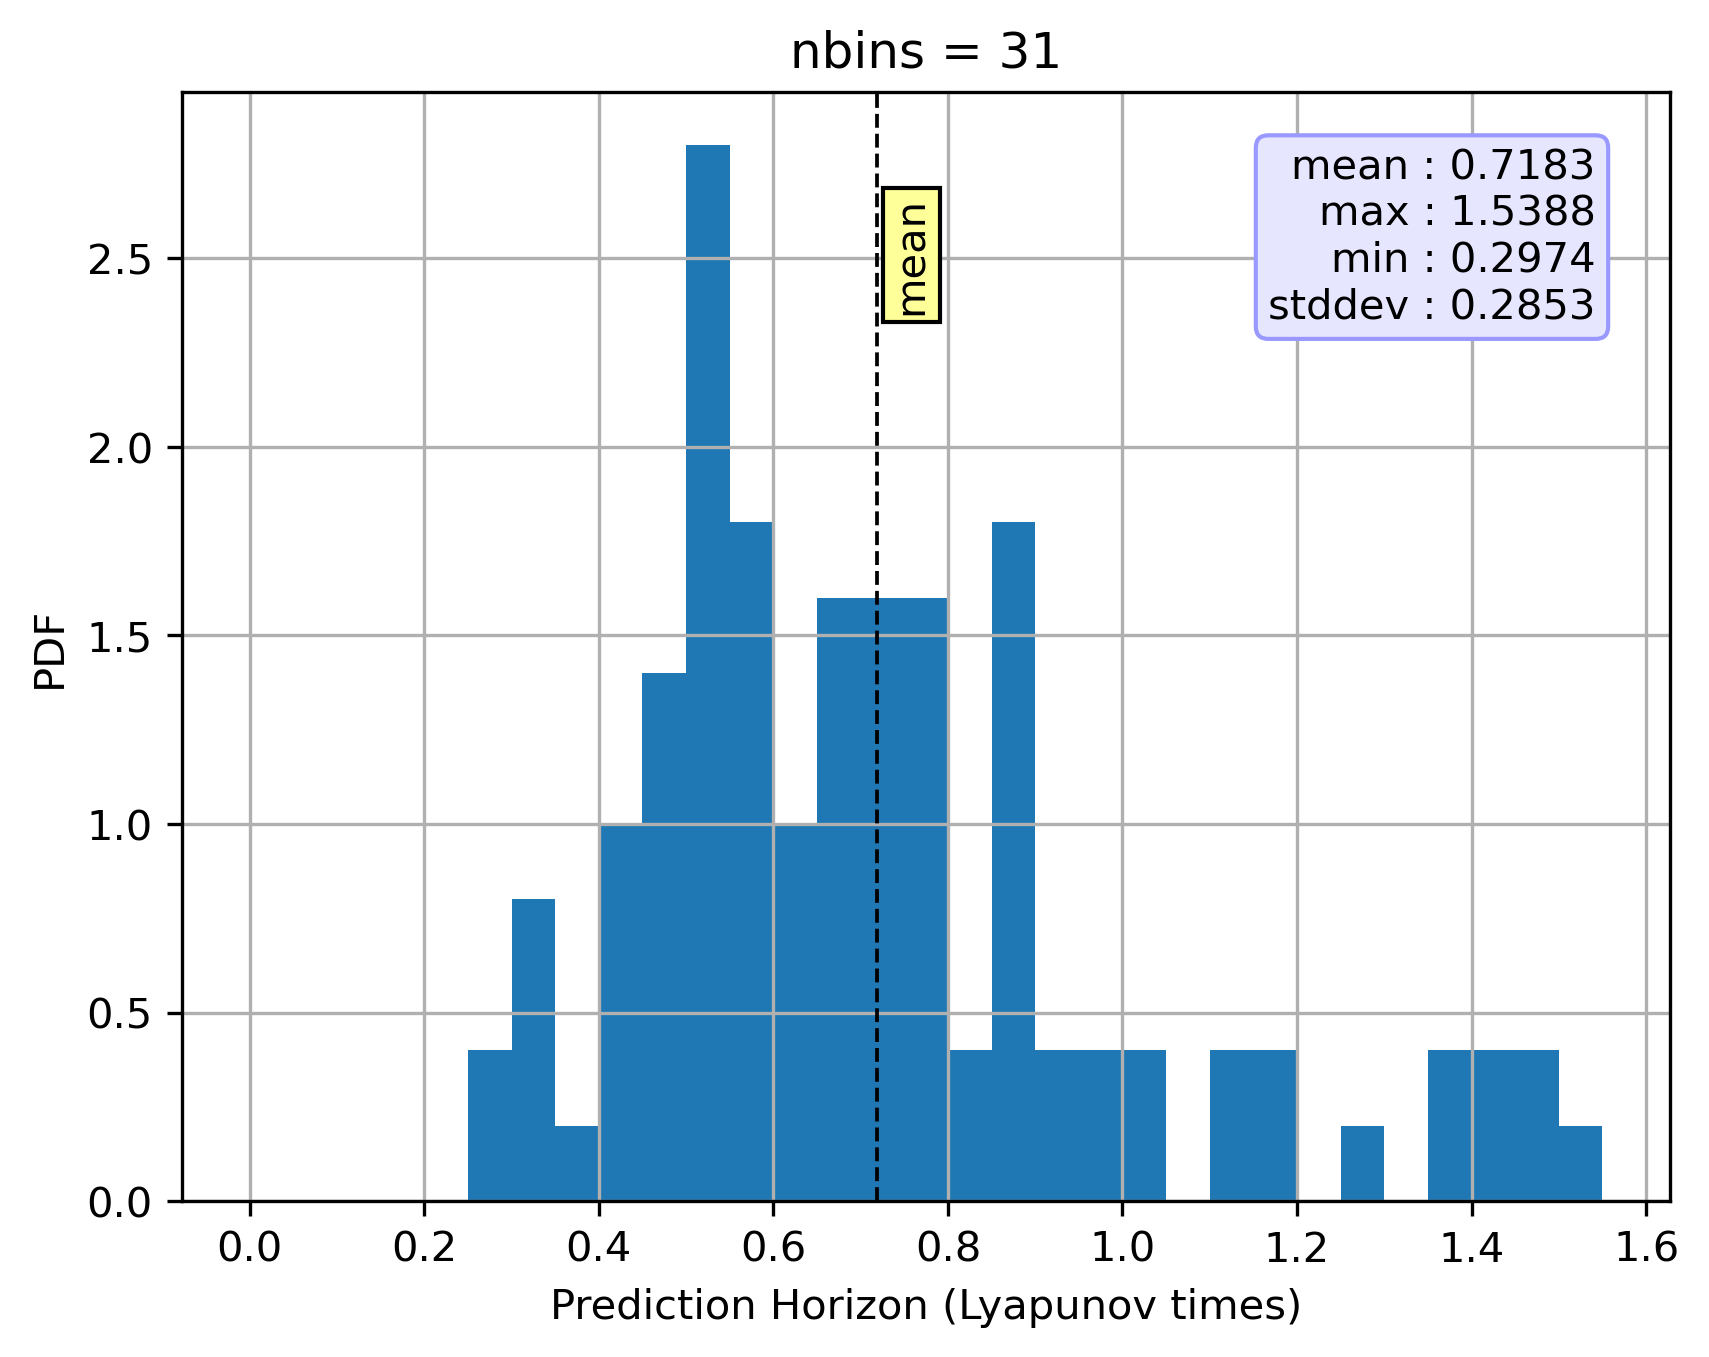 nbins = 31
mean : 0.7183
max : 1.5388
min : 0.2974
stddev : 0.2853
mean
PDF
2.5
2.0
1.5
1.0
0.5
0.0
0.0 0.2 0.4 0.6 0.8 1.0 1.2 1.4 1.6
Prediction Horizon (Lyapunov times)